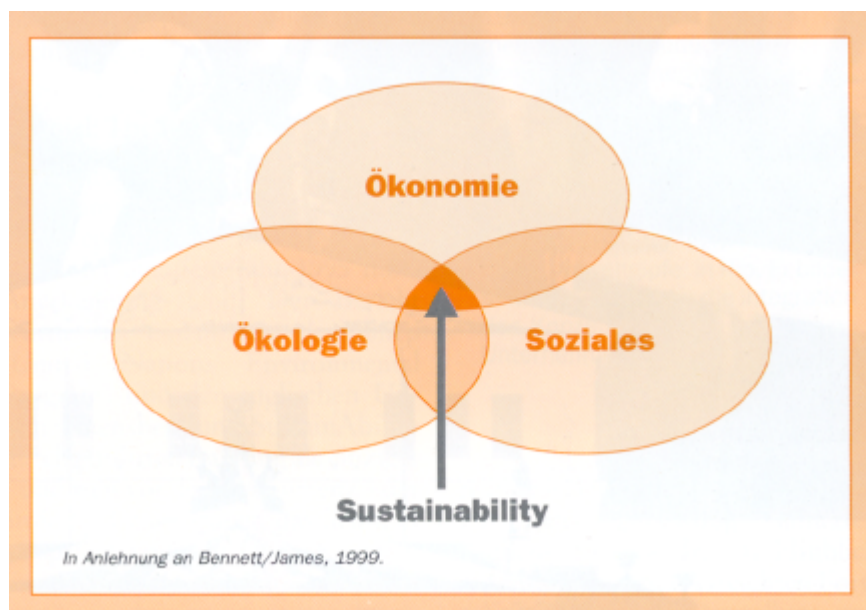 Ökonomie
Ökologie
Soziales
Sustainability
In Anlehnung an Bennett/James, 1999.